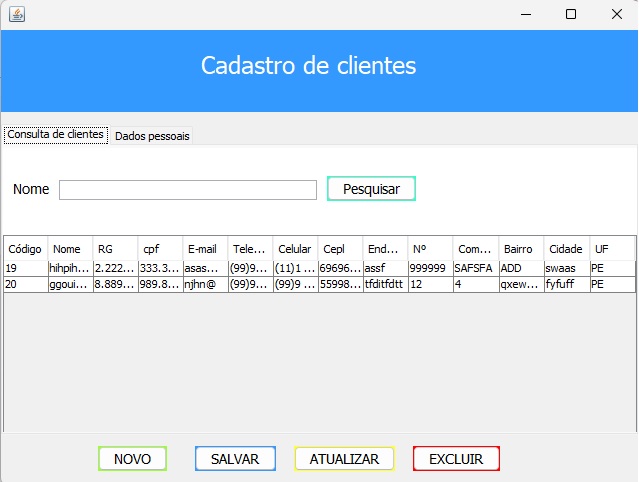 Cadastro de clientes
Consulta de clientes Dados pessoais
Nome Pesquisar
Código Nome RG cpf E-mail Tele... Celular Cepl End... Nº Com... Bairro Cidade UF
19 hihpih... 2.222... 333.3... asas... (99)9... (11)1 ... 69696... assf 999999 SAFSFA ADD swaas PE
20 ggoui... 8.889... 989.8... njhn@ (99)9... (99)9 ... 55998... tfditfdtt 12 4 qxew... fyfuff PE
NOVO SALVAR ATUALIZAR EXCLUIR